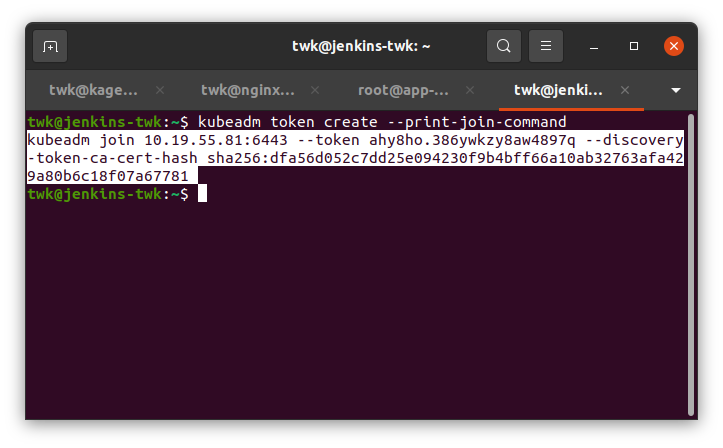 twk@jenkins-twk: ~
twk@kage...
twk@nginx...
root@app-...
twk@jenki...
twk@jenkins-twk:~$ kubeadm token create --print-join-command
kubeadm join 10.19.55.81:6443 --token ahy8ho.386ywkzy8aw4897q --discovery
-token-ca-cert-hash sha256:dfa56d052c7dd25e094230f9b4bff66a10ab32763afa42
9a80b6c18f07a67781
twk@jenkins-twk:~$